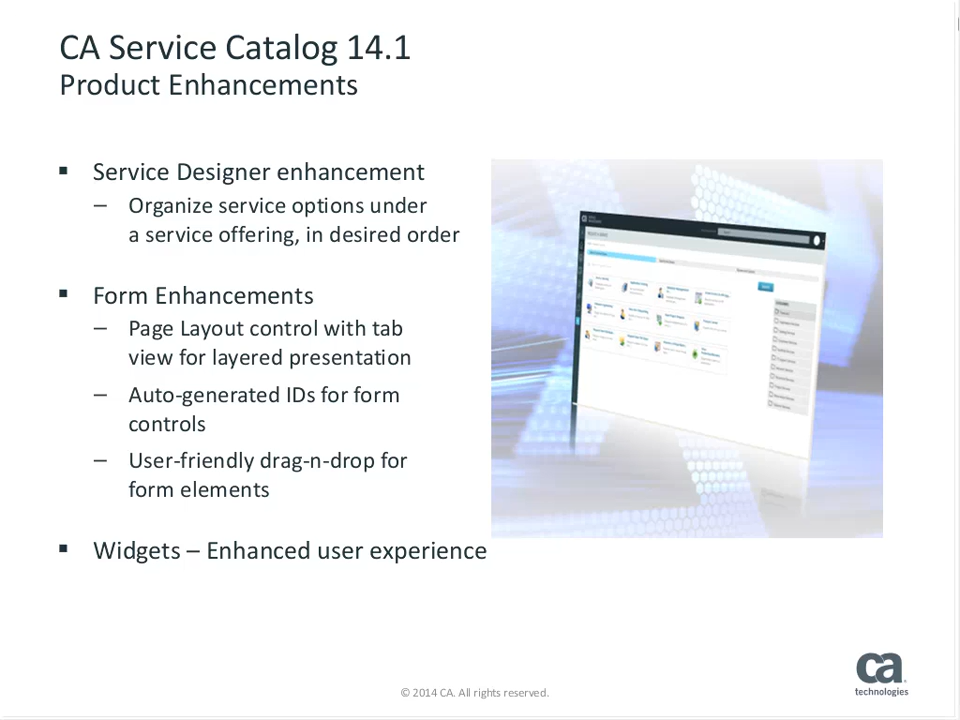 CA Service Catalog 14.1
Product Enhancements
▪ Service Designer enhancement
– Organize service options under
a service offering, in desired order
▪ Form Enhancements
– Page Layout control with tab
view for layered presentation
– Auto-generated IDs for form
controls
– User-friendly drag-n-drop for
form elements
▪ Widgets – Enhanced user experience
© 2014 CA. All rights reserved.
ca
technologies